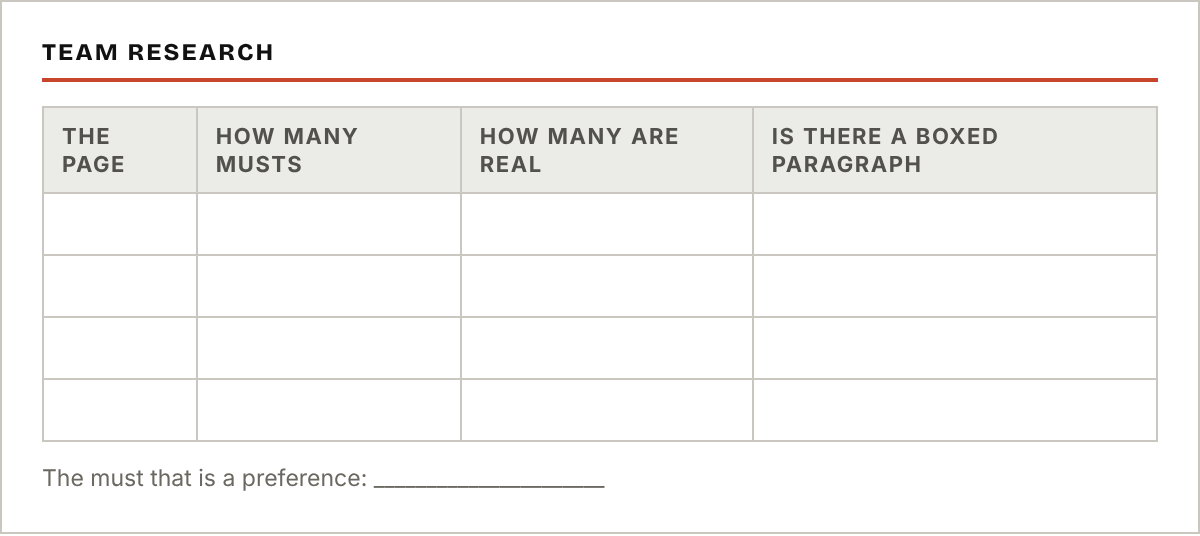 TEAM RESEARCH
THE PAGE
HOW MANY MUSTS
HOW MANY ARE REAL
IS THERE A BOXED PARAGRAPH
The must that is a preference: ____________________